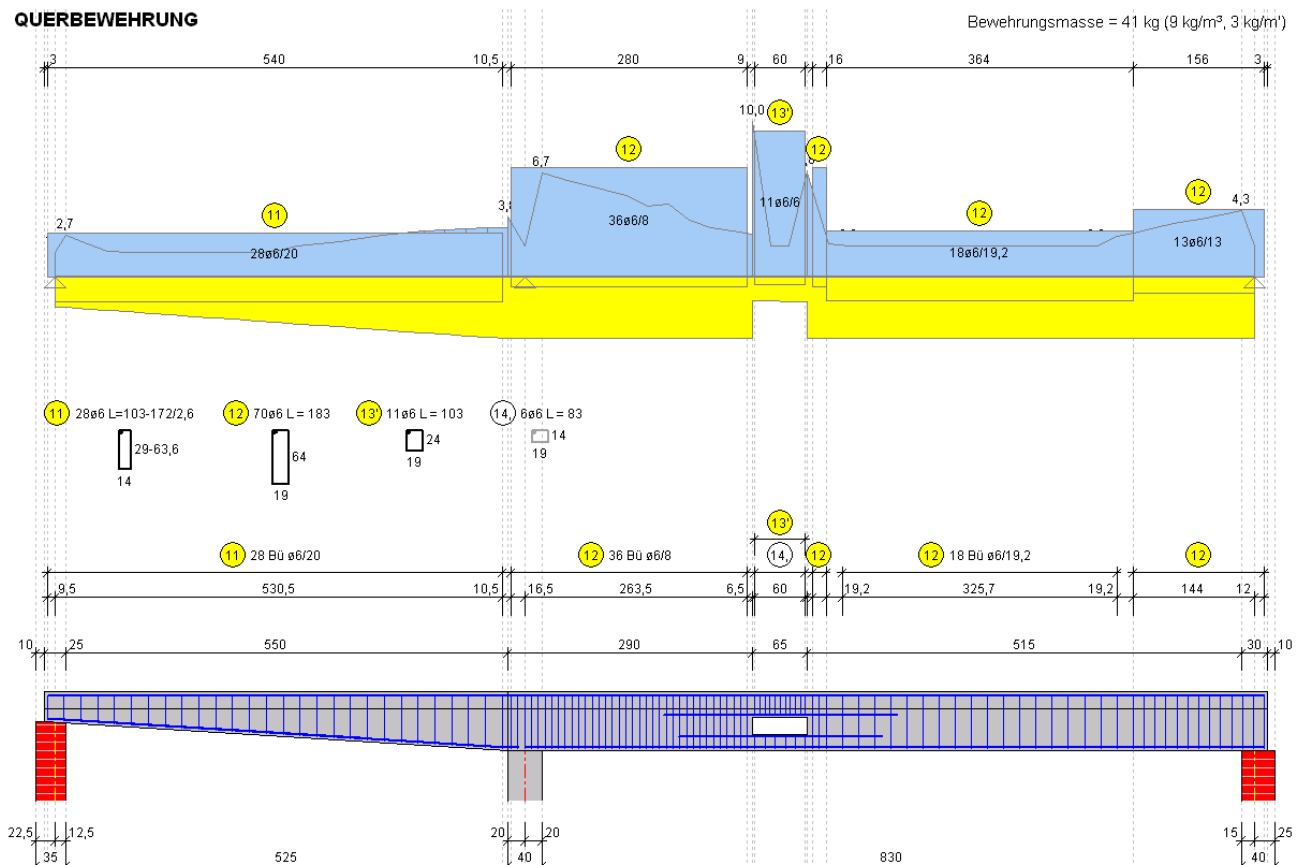 QUERBEWEHRUNG
Bewehrungsmasse = 41 kg (9 kg/m³, 3 kg/m')
3 540 10,5 280 9 60 16 364 156 3
10,0 13'
12 12
6,7
12
11 3,8 11ø6/6 12 4,3
2,7 36ø6/8 13ø6/13
28ø6/20 18ø6/19,2
11 28ø6 L=103-172/2,6 12 70ø6 L = 183 13' 11ø6 L = 103 14, 6ø6 L = 83
29-63,6 64 24 14
14 19 19 19
13'
11 28 Bü ø6/20 12 36 Bü ø6/8 14, 12 12 18 Bü ø6/19,2 12
9,5 530,5 10,5 16,5 263,5 6,5 60 19,2 325,7 19,2 144 12
10 25 550 290 65 515 30 10
22,5 12,5 20 20 15 25
35 525 40 830 40